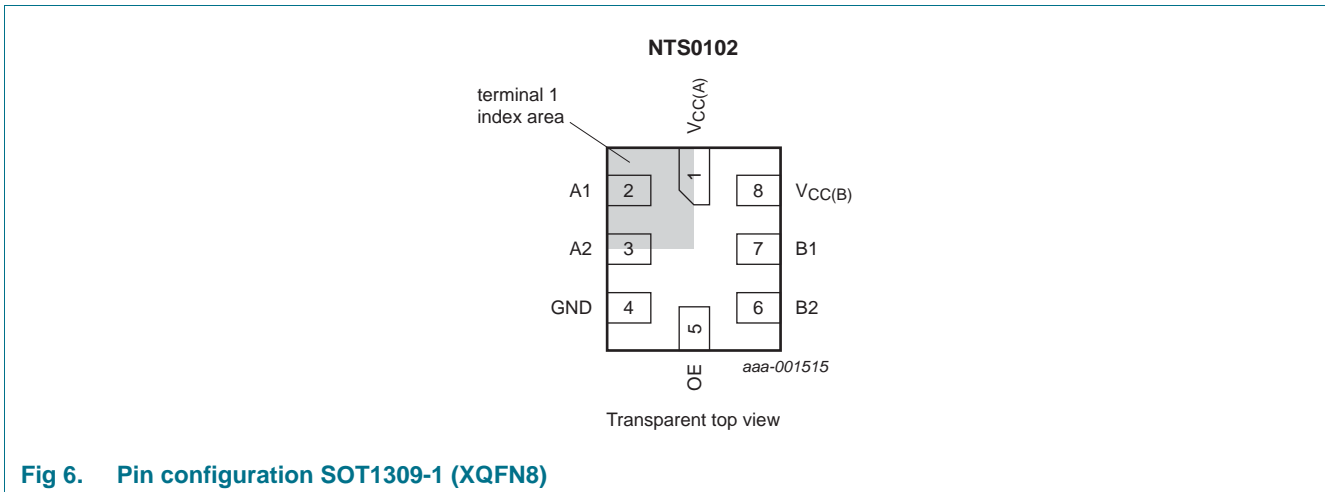 NTS0102
terminal 1
index area
VCC(A)
1
A1 2
8 VCC(B)
A2 3
7 B1
GND 4
6 B2
5
OE
aaa-001515
Transparent top view
Fig 6. Pin configuration SOT1309-1 (XQFN8)